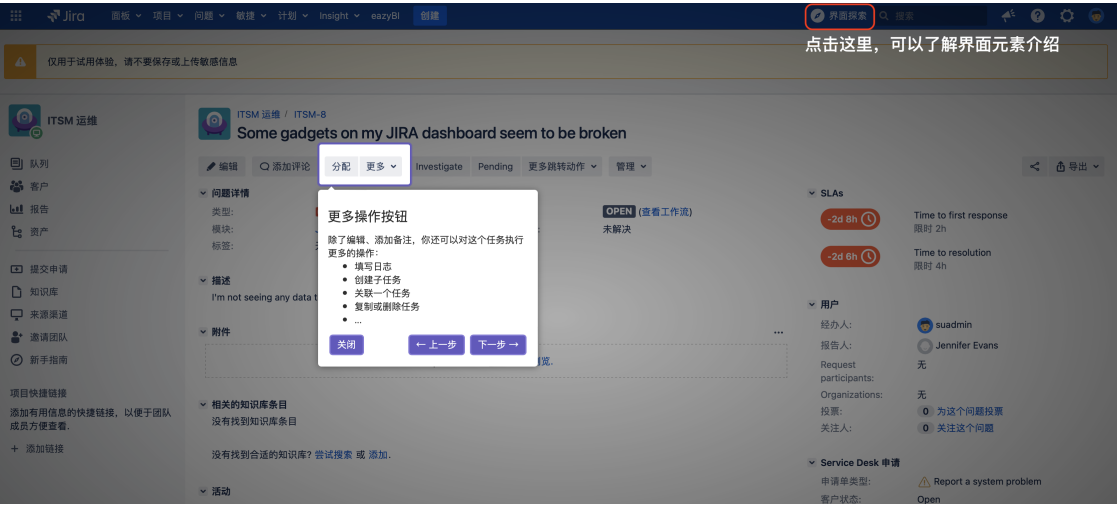 Jira 面板 项目 问题 敏捷 计划 Insight eazyBI 创建 界面探索 搜索
点击这里，可以了解界面元素介绍
仅用于试用体验，请不要保存或上传敏感信息
ITSM 运维
队列
客户
报告
资产
提交申请
知识库
来源渠道
邀请团队
新手指南
项目快捷链接
添加有用信息的快捷链接，以便于团队
成员方便查看.
+ 添加链接
ITSM 运维 / ITSM-8
Some gadgets on my JIRA dashboard seem to be broken
编辑 添加评论 分配 更多 Investigate Pending 更多跳转动作 管理 导出
问题详情
类型: OPEN (查看工作流)
模块: 未解决
标签:
描述
I'm not seeing any data t
附件
...
览.
更多操作按钮
除了编辑、添加备注，你还可以对这个任务执行
更多的操作：
• 填写日志
• 创建子任务
• 关联一个任务
• 复制或删除任务
• ...
关闭 ← 上一步 下一步 →
相关的知识库条目
没有找到知识库条目
没有找到合适的知识库? 尝试搜索 或 添加.
活动
SLAs
-2d 8h Time to first response
限时 2h
-2d 6h Time to resolution
限时 4h
用户
经办人: suadmin
报告人: Jennifer Evans
Request 无
participants:
Organizations: 无
投票: 0 为这个问题投票
关注人: 0 关注这个问题
Service Desk 申请
申请单类型: Report a system problem
客户状态: Open